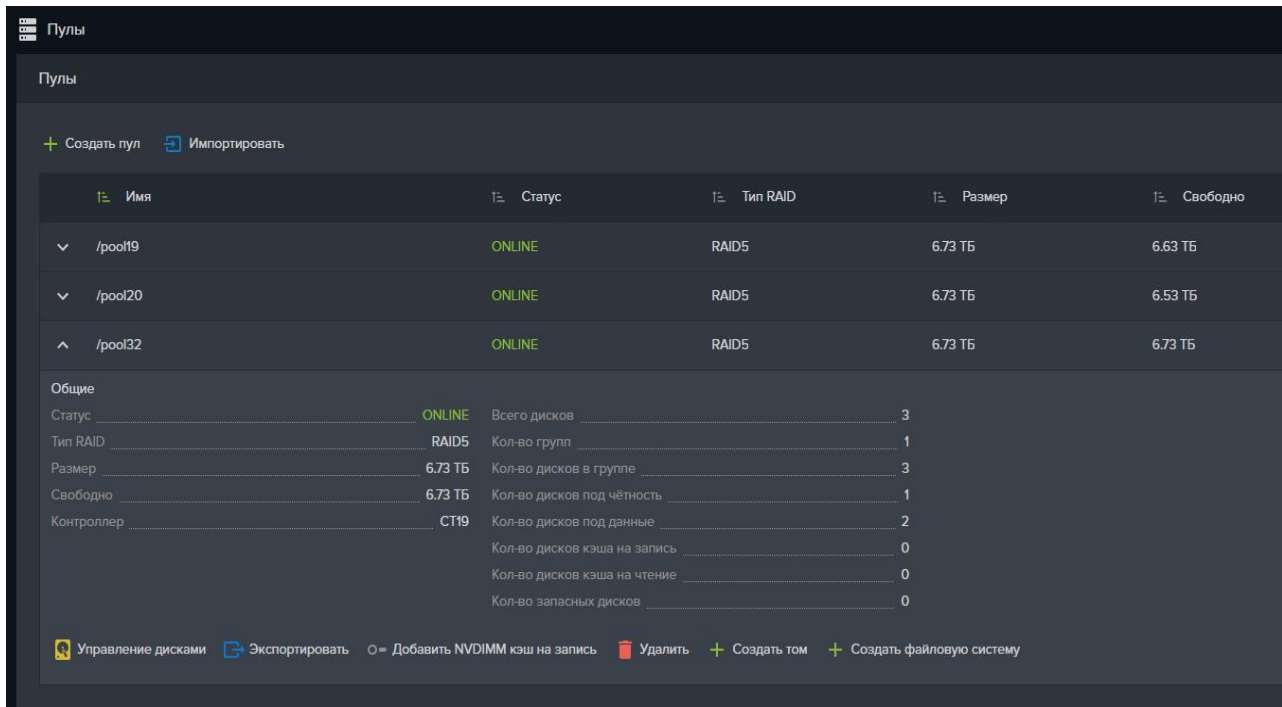 Пулы
Пулы
Создать пул Импортировать
Имя Статус Тип RAID Размер Свободно
/pool19 ONLINE RAID5 6.73 ТБ 6.63 ТБ
/pool20 ONLINE RAID5 6.73 ТБ 6.53 ТБ
/pool32 ONLINE RAID5 6.73 ТБ 6.73 ТБ
Общие
Статус ONLINE Всего дисков 3
Тип RAID RAID5 Кол-во групп 1
Размер 6.73 ТБ Кол-во дисков в группе 3
Свободно 6.73 ТБ Кол-во дисков под чётность 1
Контроллер CT19 Кол-во дисков под данные 2
Кол-во дисков кэша на запись 0
Кол-во дисков кэша на чтение 0
Кол-во запасных дисков 0
Управление дисками Экспортировать Добавить NVDIMM кэш на запись Удалить Создать том Создать файловую систему